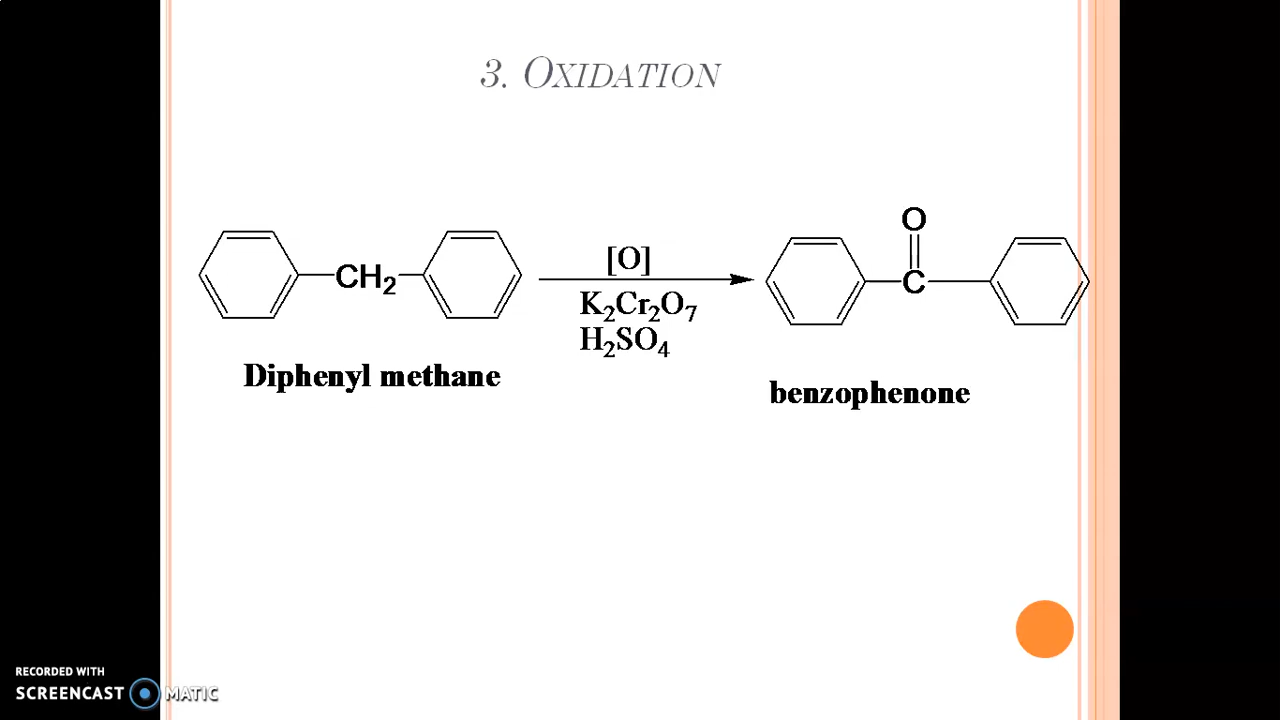 3. OXIDATION
O
[O]
CH₂
C
K₂Cr₂O₇
H₂SO₄
Diphenyl methane
benzophenone
RECORDED WITH
SCREENCAST MATIC